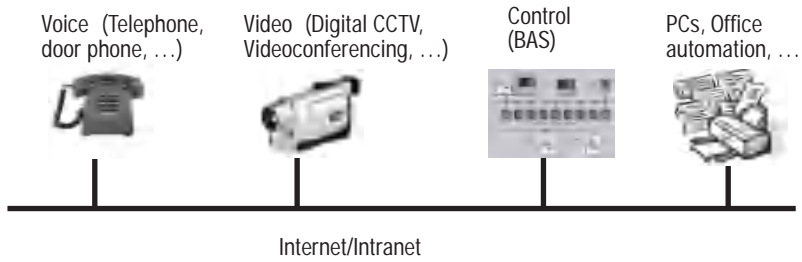 Voice (Telephone,
door phone, …)
Video (Digital CCTV,
Videoconferencing, …)
Control
(BAS)
PCs, Office
automation, …
Internet/Intranet